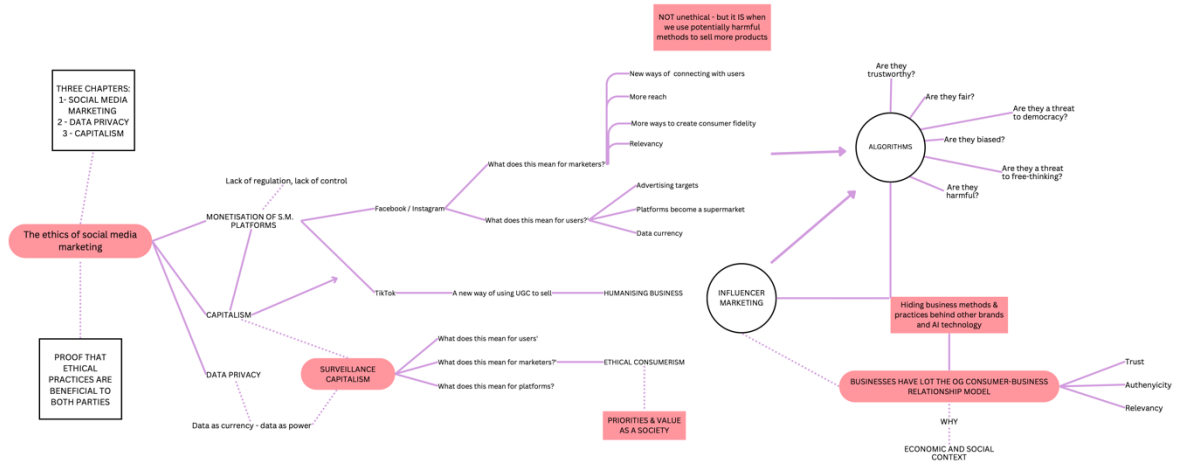 NOT unethical - but it IS when
we use potentially harmful
methods to sell more products
THREE CHAPTERS:
1- SOCIAL MEDIA
MARKETING
2 - DATA PRIVACY
3 - CAPITALISM
The ethics of social media
marketing
PROOF THAT
ETHICAL
PRACTICES ARE
BENEFICIAL TO
BOTH PARTIES
Lack of regulation, lack of control
MONETISATION OF S.M.
PLATFORMS
CAPITALISM
DATA PRIVACY
Data as currency - data as power
Facebook / Instagram
What does this mean for marketers?
New ways of connecting with users
More reach
More ways to create consumer fidelity
Relevancy
What does this mean for users?'
Advertising targets
Platforms become a supermarket
Data currency
TikTok
A new way of using UGC to sell
HUMANISING BUSINESS
SURVEILLANCE
CAPITALISM
What does this mean for users'
What does this mean for marketers?'
What does this mean for platforms?
ETHICAL CONSUMERISM
PRIORITIES & VALUE
AS A SOCIETY
ALGORITHMS
Are they
trustworthy?
Are they fair?
Are they a threat
to democracy?
Are they biased?
Are they a threat
to free-thinking?
Are they
harmful?
INFLUENCER
MARKETING
Hiding business methods &
practices behind other brands
and AI technology
BUSINESSES HAVE LOT THE OG CONSUMER-BUSINESS
RELATIONSHIP MODEL
Trust
Authenyicity
Relevancy
WHY
ECONOMIC AND SOCIAL
CONTEXT